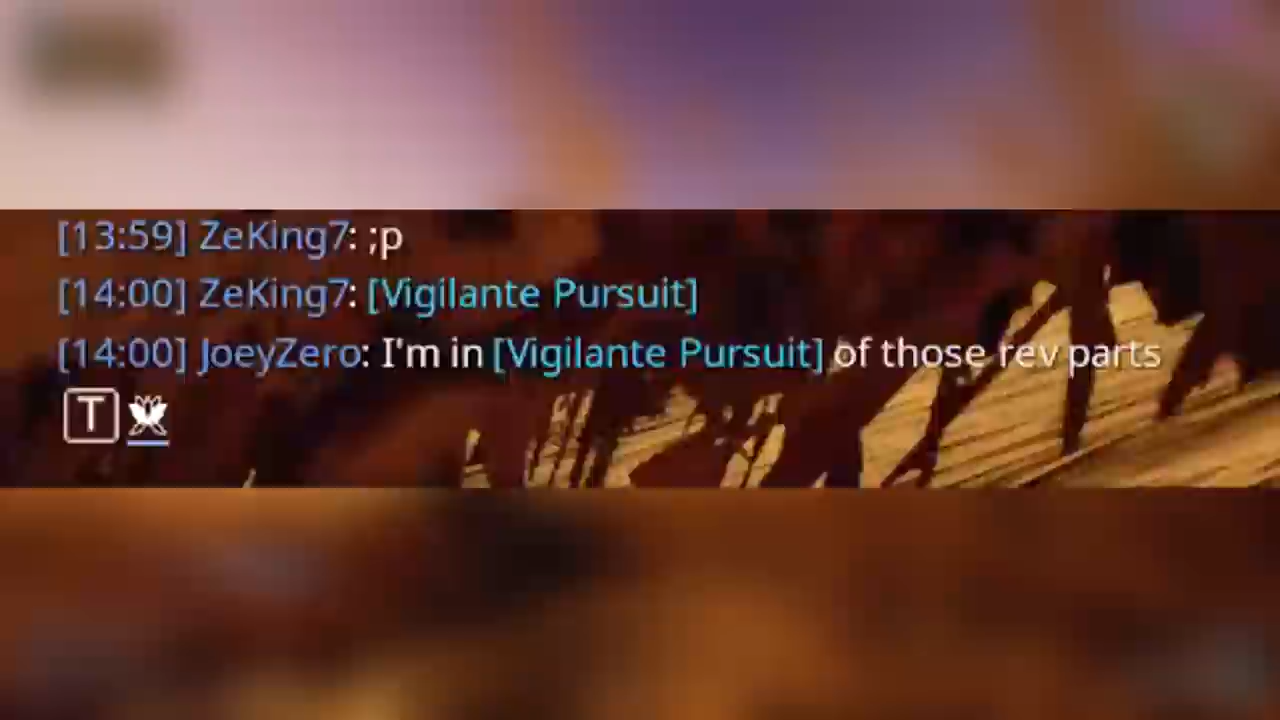 [13:59] ZeKing7: ;p
[14:00] ZeKing7: [Vigilante Pursuit]
[14:00] JoeyZero: I'm in [Vigilante Pursuit] of those rev parts
T